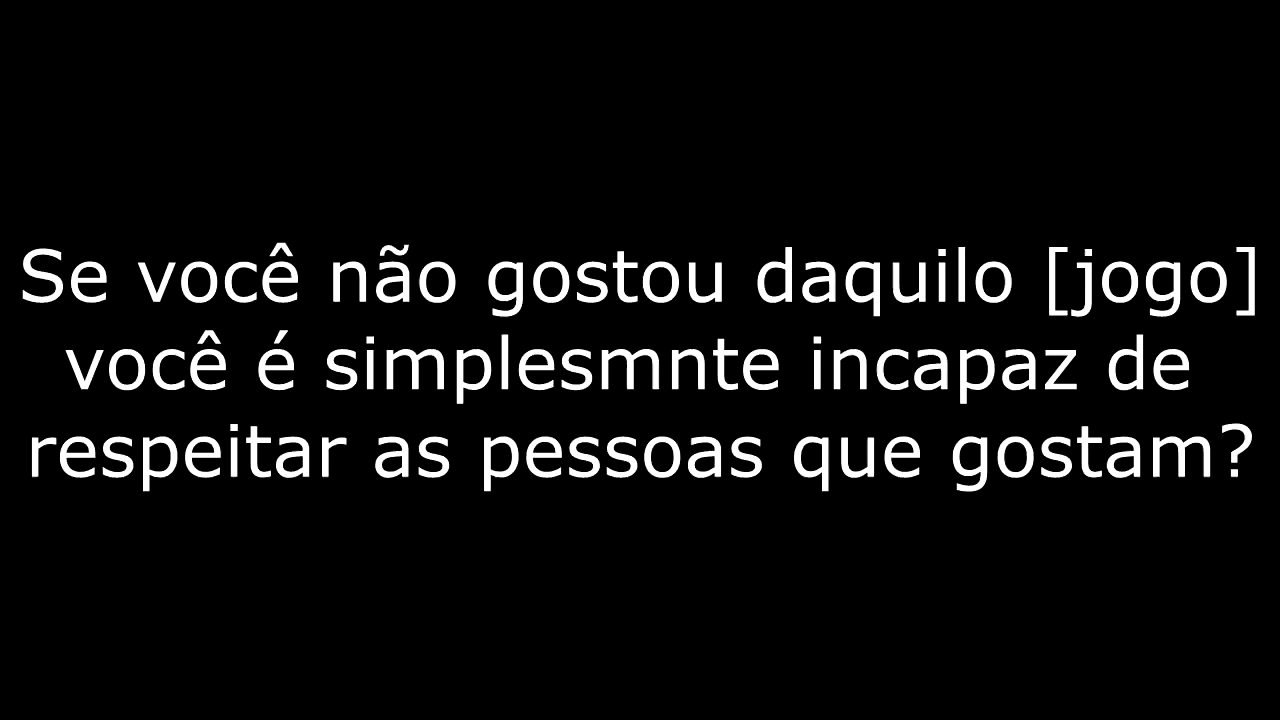 Se você não gostou daquilo [jogo]
você é simplesmnte incapaz de
respeitar as pessoas que gostam?